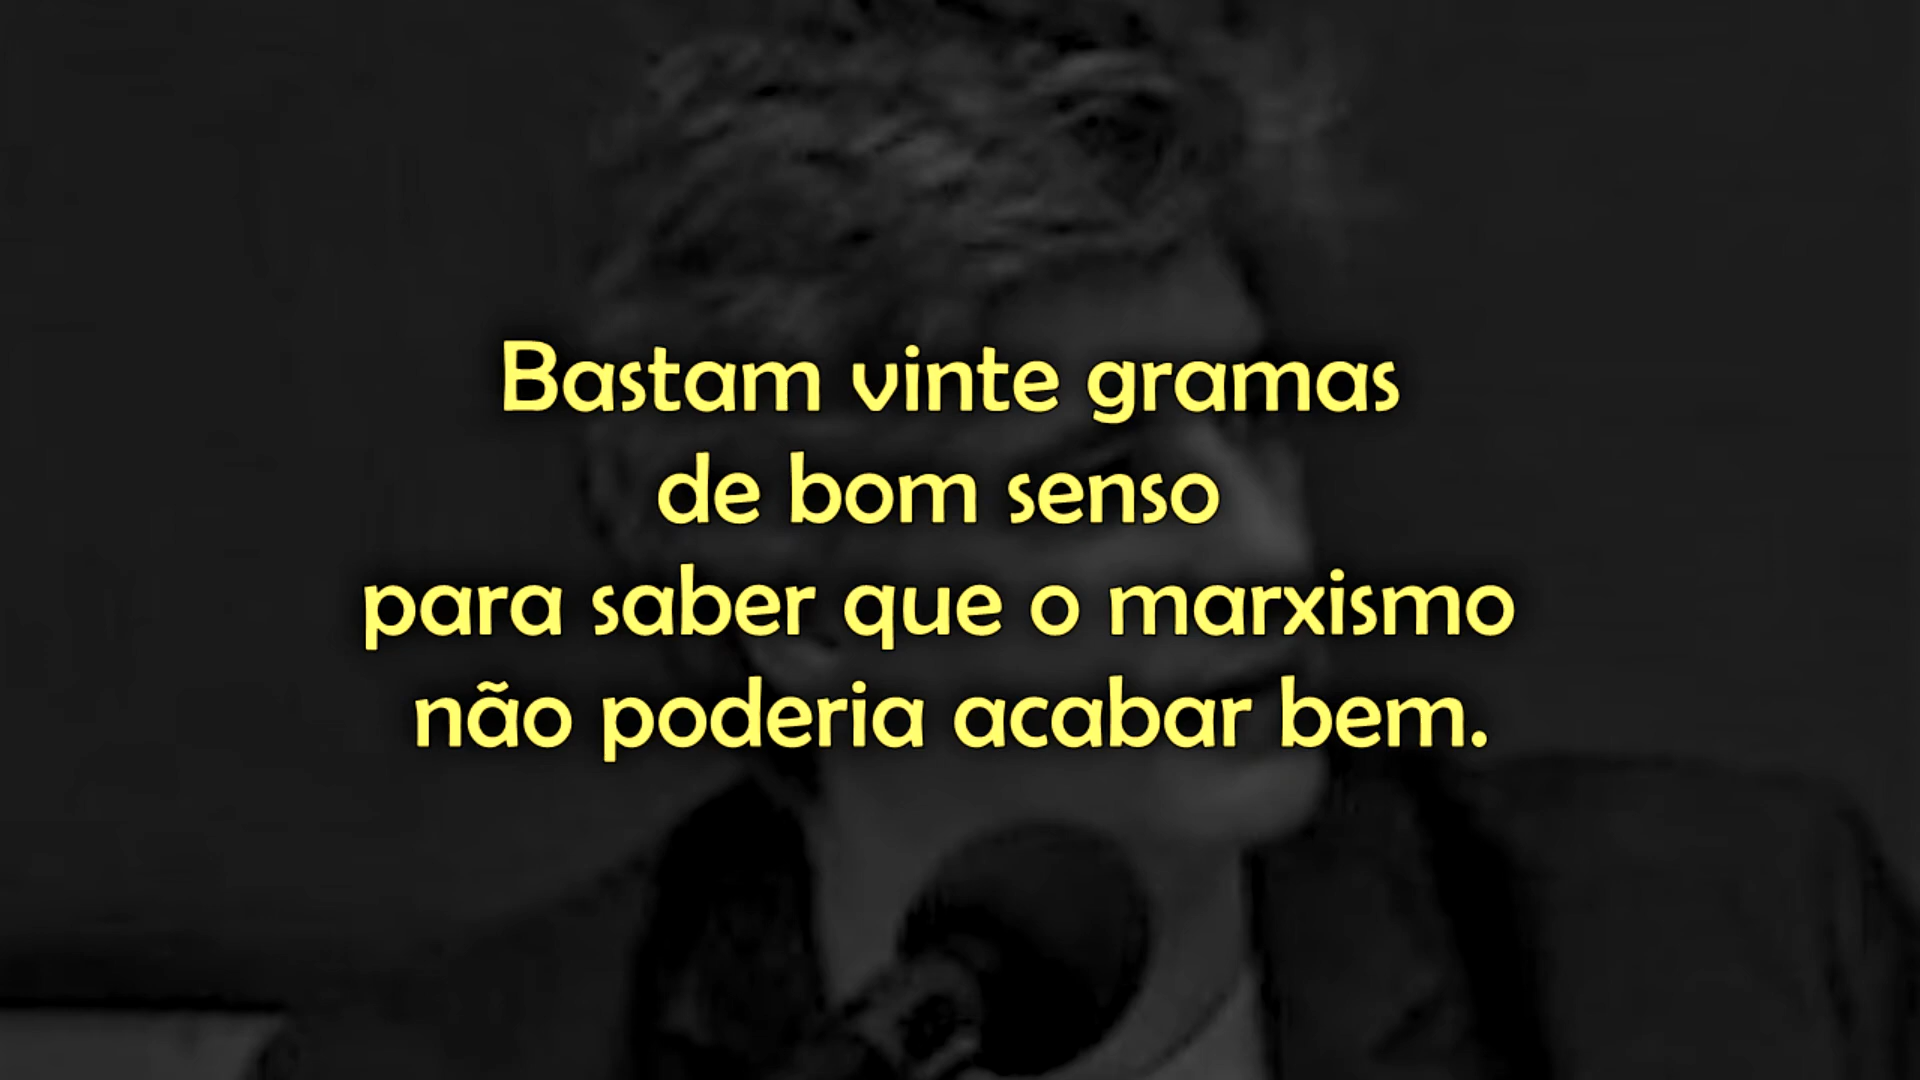 Bastam vinte gramas
de bom senso
para saber que o marxismo
não poderia acabar bem.